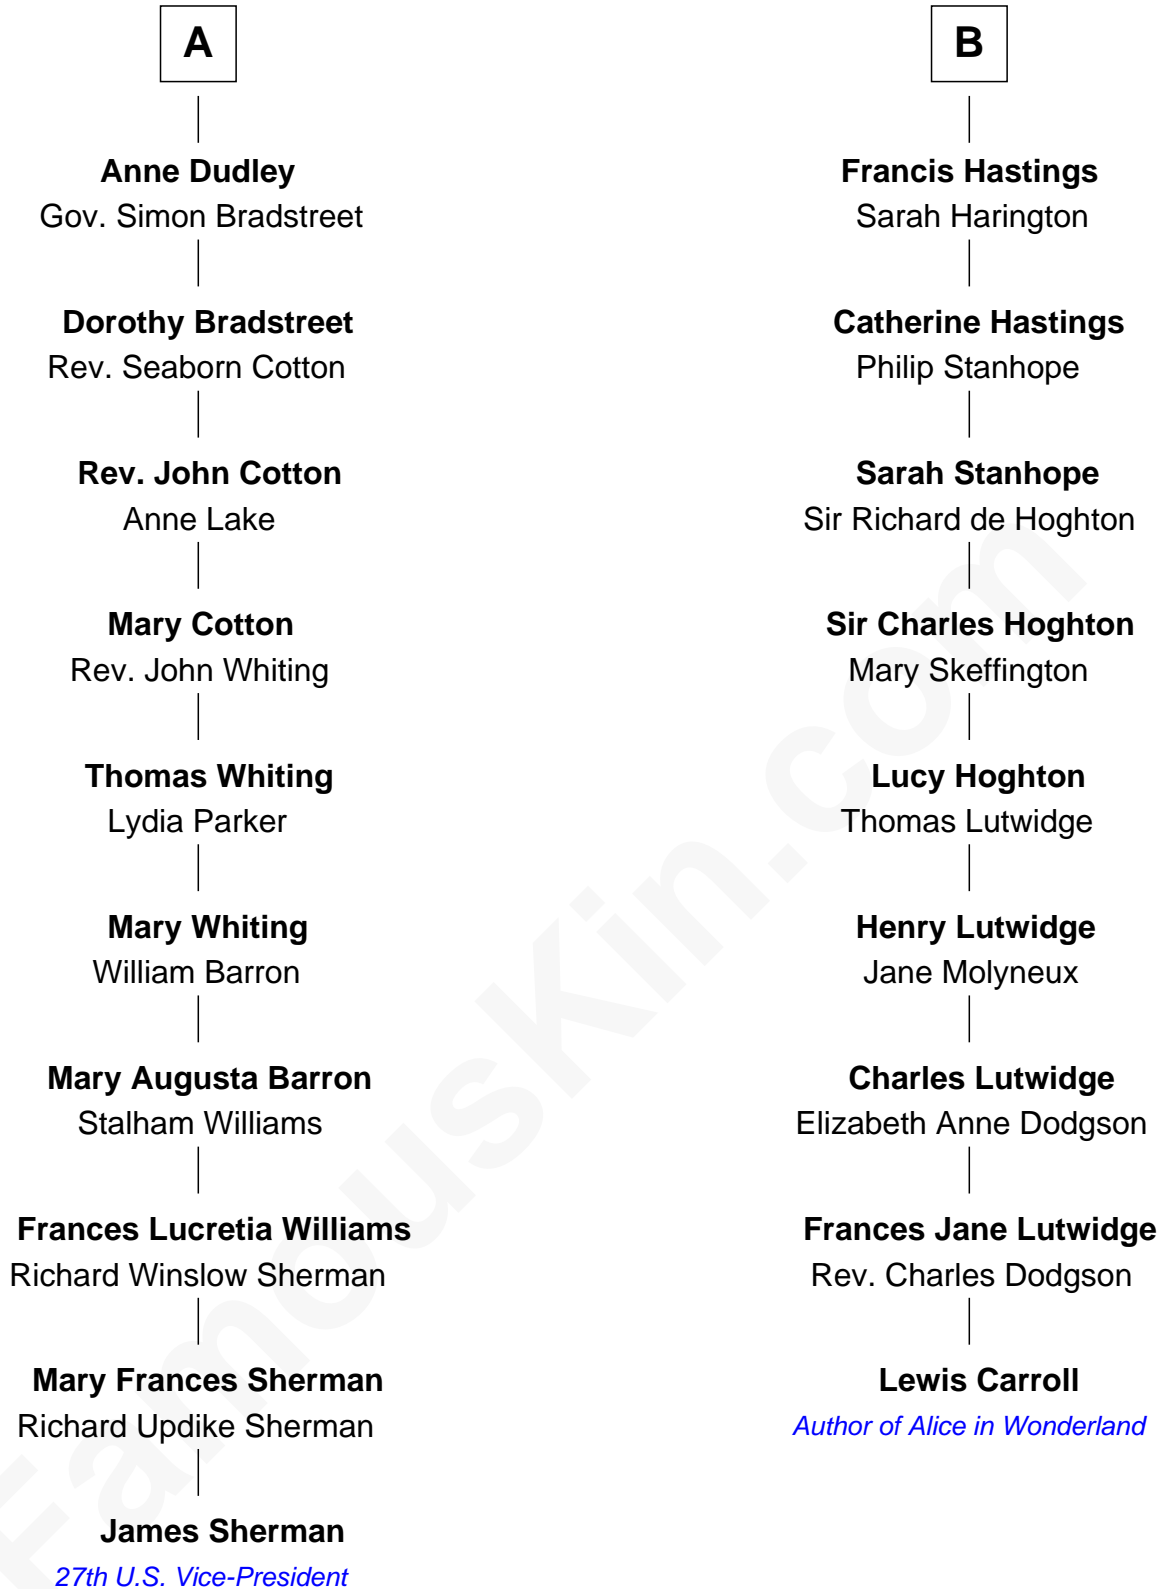 A
Anne Dudley
Gov. Simon Bradstreet
Dorothy Bradstreet
Rev. Seaborn Cotton
Rev. John Cotton
Anne Lake
Mary Cotton
Rev. John Whiting
Thomas Whiting
Lydia Parker
Mary Whiting
William Barron
Mary Augusta Barron
Stalham Williams
Frances Lucretia Williams
Richard Winslow Sherman
Mary Frances Sherman
Richard Updike Sherman
James Sherman
27th U.S. Vice-President
B
Francis Hastings
Sarah Harington
Catherine Hastings
Philip Stanhope
Sarah Stanhope
Sir Richard de Hoghton
Sir Charles Hoghton
Mary Skeffington
Lucy Hoghton
Thomas Lutwidge
Henry Lutwidge
Jane Molyneux
Charles Lutwidge
Elizabeth Anne Dodgson
Frances Jane Lutwidge
Rev. Charles Dodgson
Lewis Carroll
Author of Alice in Wonderland
FamousKin.com